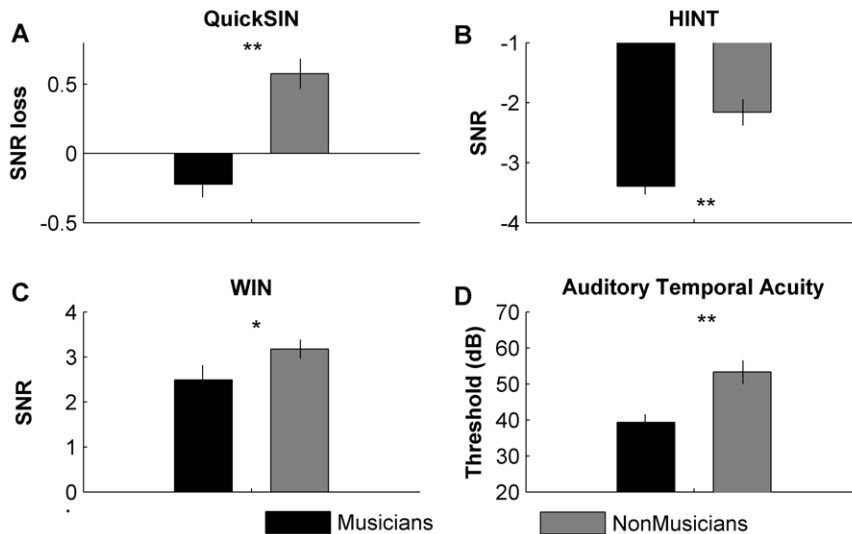 A
QuickSIN
**
SNR loss
0.5
0
-0.5
B
HINT
-1
-2
-3
-4
SNR
**
C
WIN
*
SNR
4
3
2
1
0
D
Auditory Temporal Acuity
**
Threshold (dB)
70
60
50
40
30
20
Musicians
NonMusicians